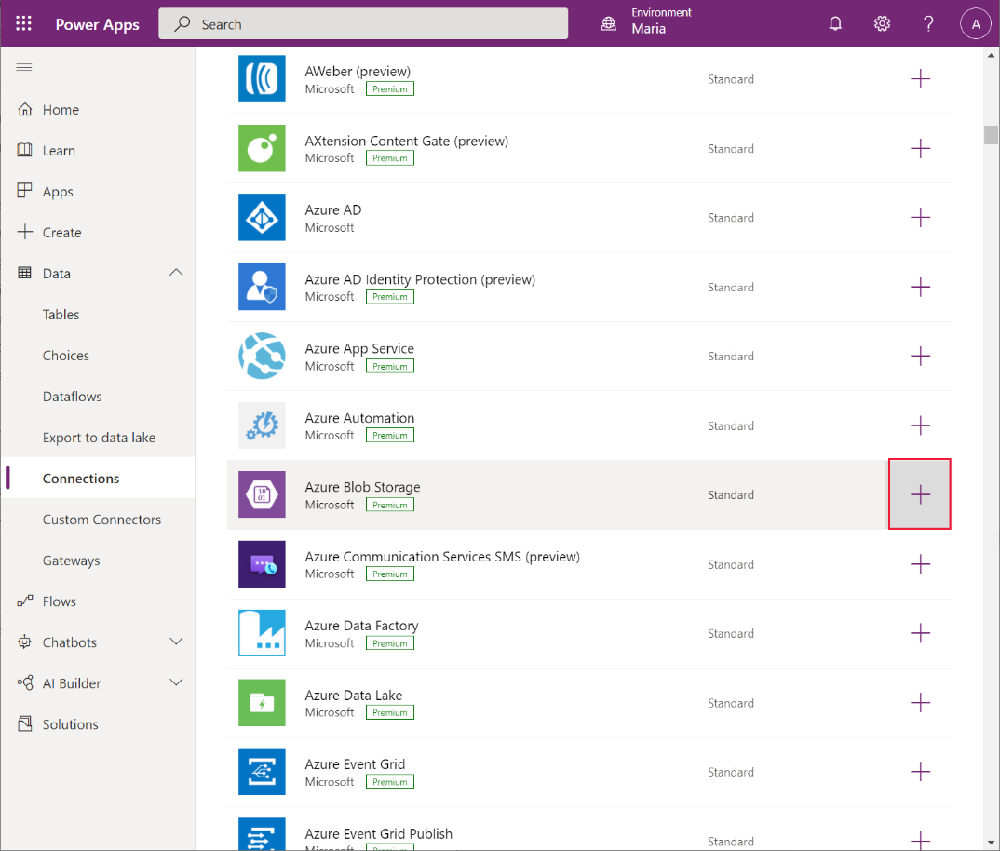 Power Apps
Search
Environment
Maria
A
Home
Learn
Apps
Create
Data
Tables
Choices
Dataflows
Export to data lake
Connections
Custom Connectors
Gateways
Flows
Chatbots
AI Builder
Solutions
AWeber (preview)
Microsoft Premium
Standard
AXtension Content Gate (preview)
Microsoft Premium
Standard
Azure AD
Microsoft
Standard
Azure AD Identity Protection (preview)
Microsoft Premium
Standard
Azure App Service
Microsoft Premium
Standard
Azure Automation
Microsoft Premium
Standard
10
01
Azure Blob Storage
Microsoft Premium
Standard
Azure Communication Services SMS (preview)
Microsoft Premium
Standard
Azure Data Factory
Microsoft Premium
Standard
Azure Data Lake
Microsoft Premium
Standard
Azure Event Grid
Microsoft Premium
Standard
Azure Event Grid Publish
Microsoft Premium
Standard